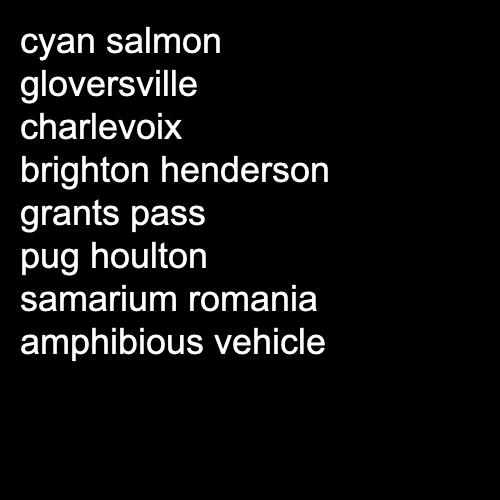 cyan salmon
gloversville
charlevoix
brighton henderson
grants pass
pug houlton
samarium romania
amphibious vehicle